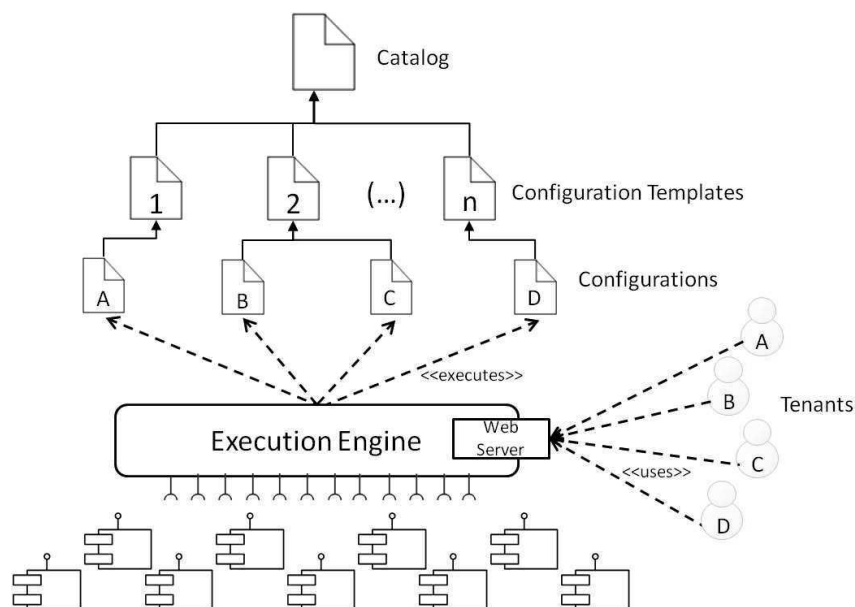 Catalog
1
2
(...)
n
Configuration Templates
A
B
C
D
Configurations
<<executes>>
Execution Engine
Web
Server
A
B
C
D
Tenants
<<uses>>